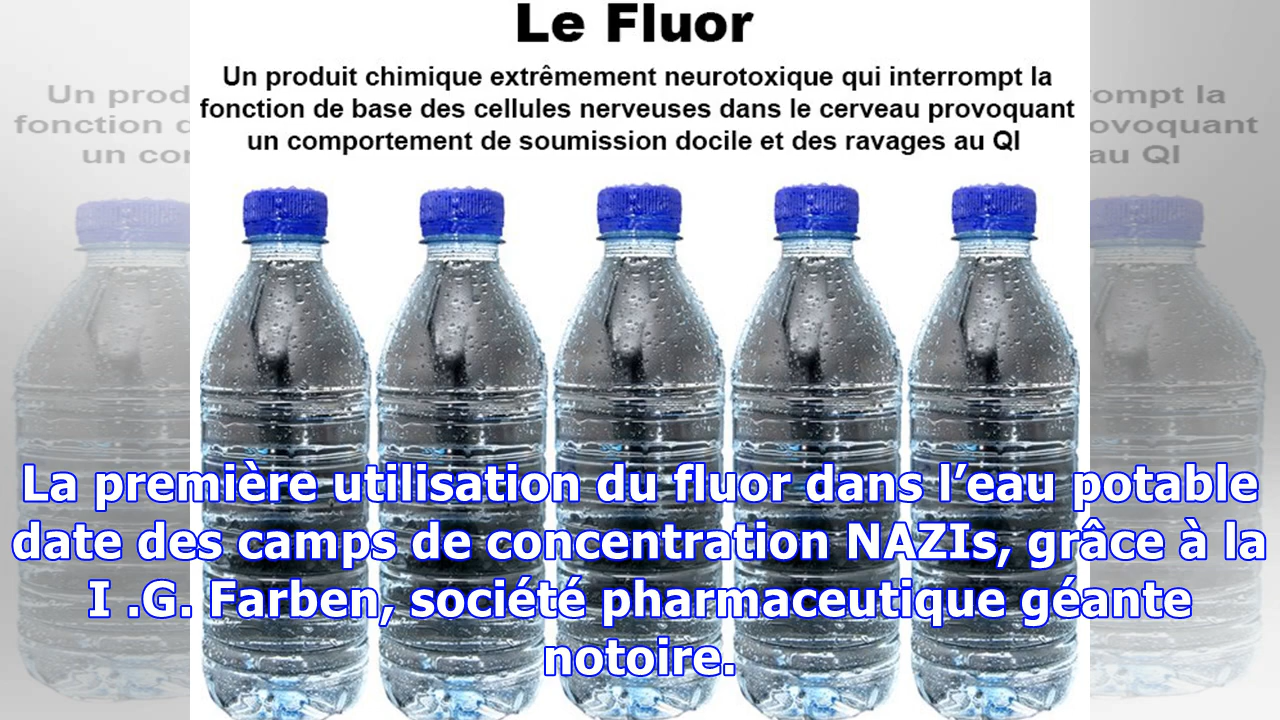 Le Fluor
Un produit chimique extrêmement neurotoxique qui interrompt la
fonction de base des cellules nerveuses dans le cerveau provoquant
un comportement de soumission docile et des ravages au QI
La première utilisation du fluor dans l’eau potable
date des camps de concentration NAZIs, grâce à la
I .G. Farben, société pharmaceutique géante
notoire.